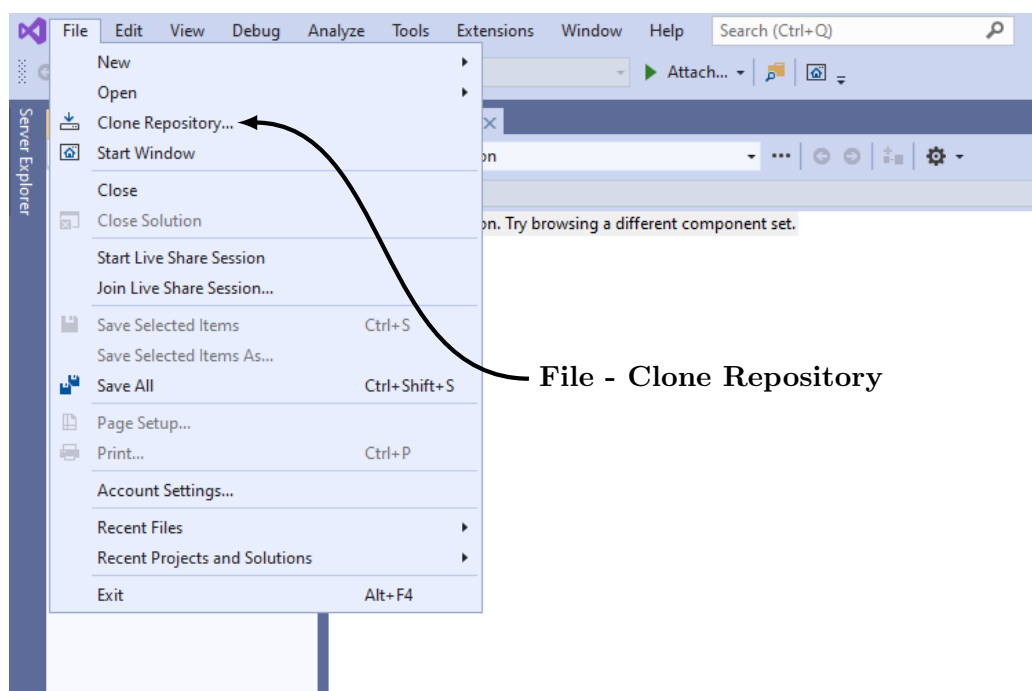 File Edit View Debug Analyze Tools Extensions Window Help Search (Ctrl+Q)
Attach...
Server Explorer
New
Open
Clone Repository...
Start Window
Close
Close Solution
on. Try browsing a different component set.
Start Live Share Session
Join Live Share Session...
Save Selected Items Ctrl+S
Save Selected Items As...
Save All Ctrl+Shift+S
File - Clone Repository
Page Setup...
Print... Ctrl+P
Account Settings...
Recent Files
Recent Projects and Solutions
Exit Alt+F4